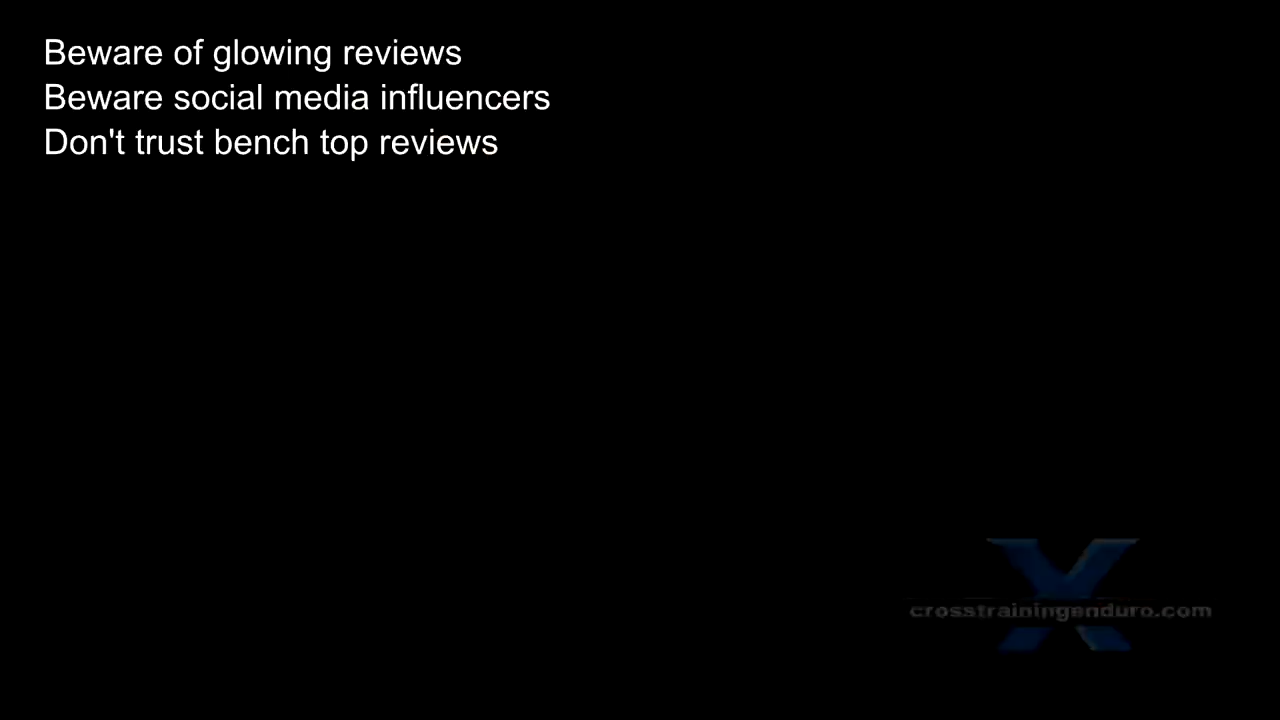 Beware of glowing reviews
Beware social media influencers
Don't trust bench top reviews
crosstrainingenduro.com